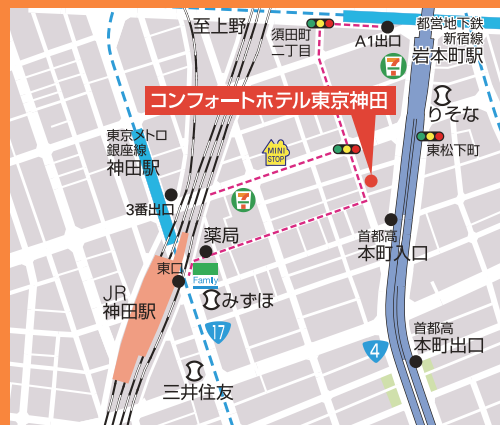 至上野
須田町
二丁目
A1出口
都営地下鉄
新宿線
岩本町駅
7
コンフォートホテル東京神田
りそな
東松下町
東京メトロ
銀座線
神田駅
MINI
STOP
3番出口
7
薬局
首都高
本町入口
東口
Family
JR
神田駅
みずほ
17
4
首都高
本町出口
三井住友